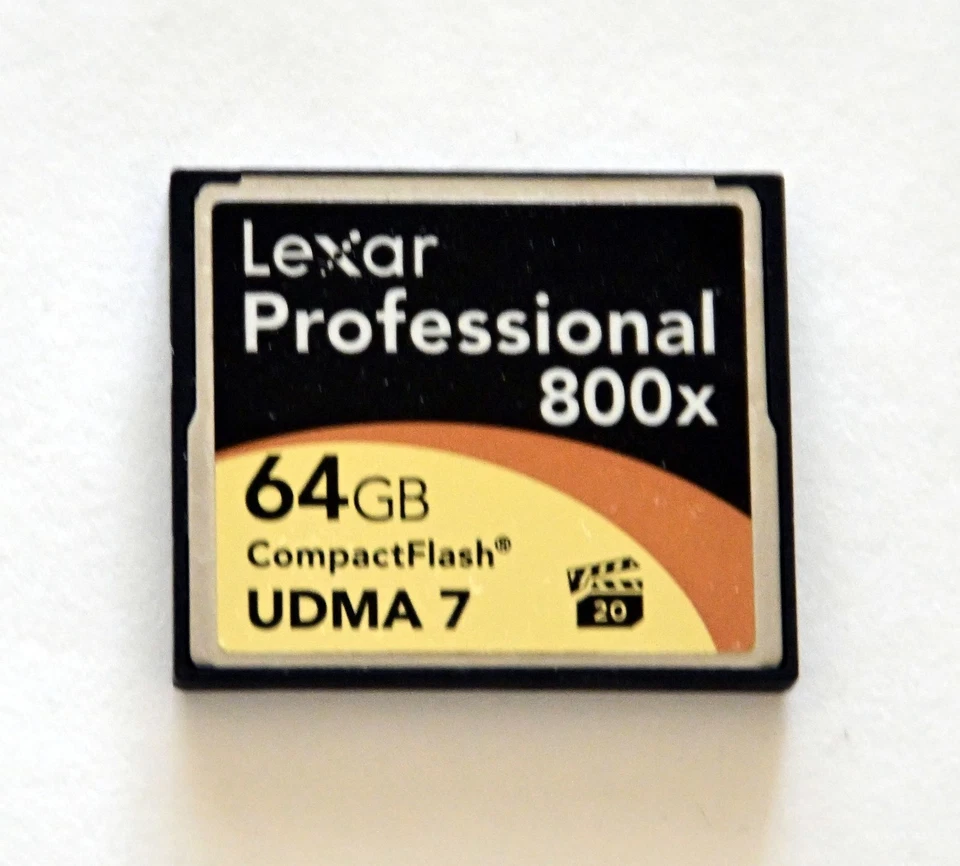 Lexar
Professional
800x
64GB
CompactFlash®
UDMA 7
20